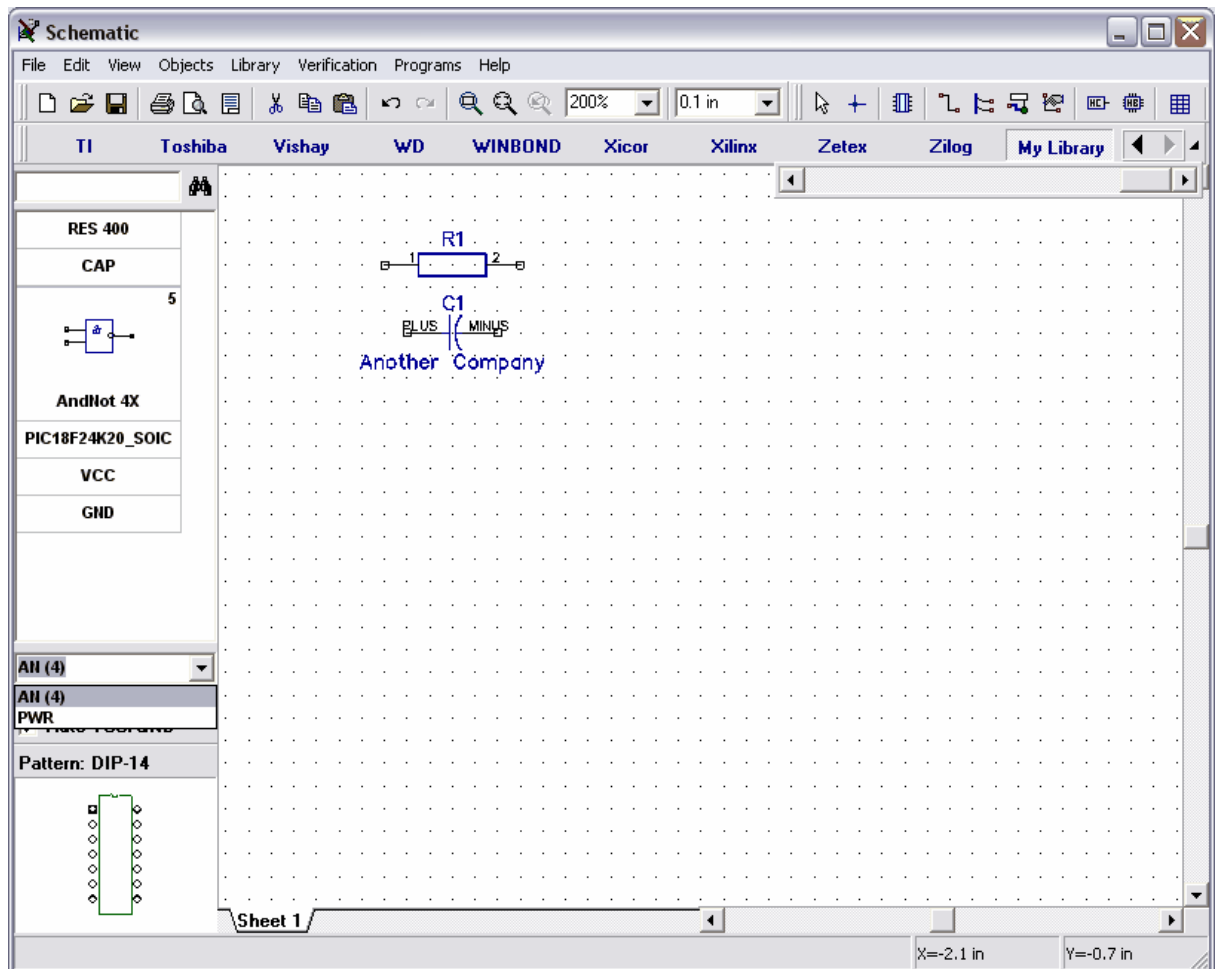 Schematic
File Edit View Objects Library Verification Programs Help
200% 0.1 in
TI Toshiba Vishay WD WINBOND Xicor Xilinx Zetex Zilog My Library
RES 400
CAP
5
&
AndNot 4X
PIC18F24K20_SOIC
VCC
GND
R1
1 2
C1
PLUS MINUS
Another Company
AN (4)
AN (4)
PWR
Pattern: DIP-14
Sheet 1
X=-2.1 in Y=-0.7 in